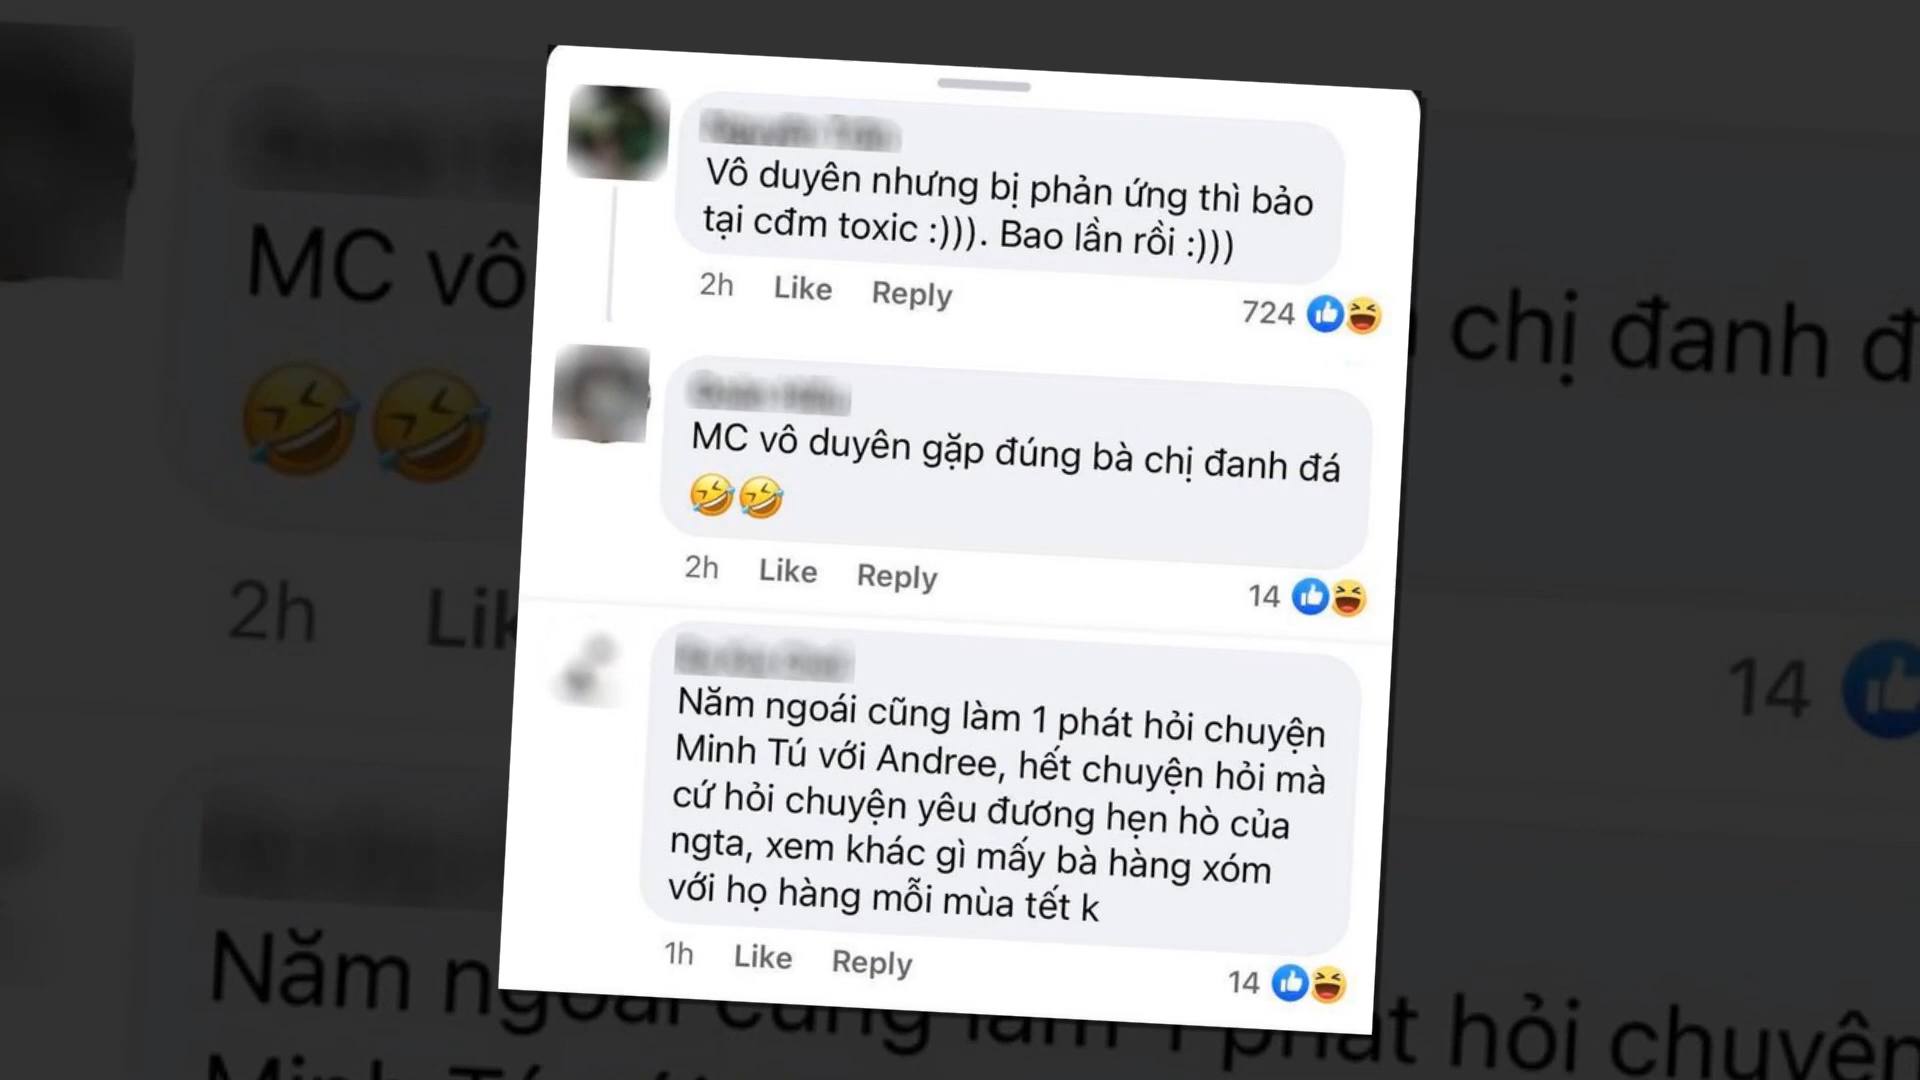 Vô duyên nhưng bị phản ứng thì bảo
tại cđm toxic :))). Bao lần rồi :)))
2h Like Reply 724
MC vô duyên gặp đúng bà chị đanh đá
🤣🤣
2h Like Reply 14
Năm ngoái cũng làm 1 phát hỏi chuyện
Minh Tú với Andree, hết chuyện hỏi mà
cứ hỏi chuyện yêu đương hẹn hò của
ngta, xem khác gì mấy bà hàng xóm
với họ hàng mỗi mùa tết k
1h Like Reply 14
MC vô
chị đanh đ
🤣🤣
2h Lik
14
Năm ngoái cũng làm 1 phát hỏi chuyện